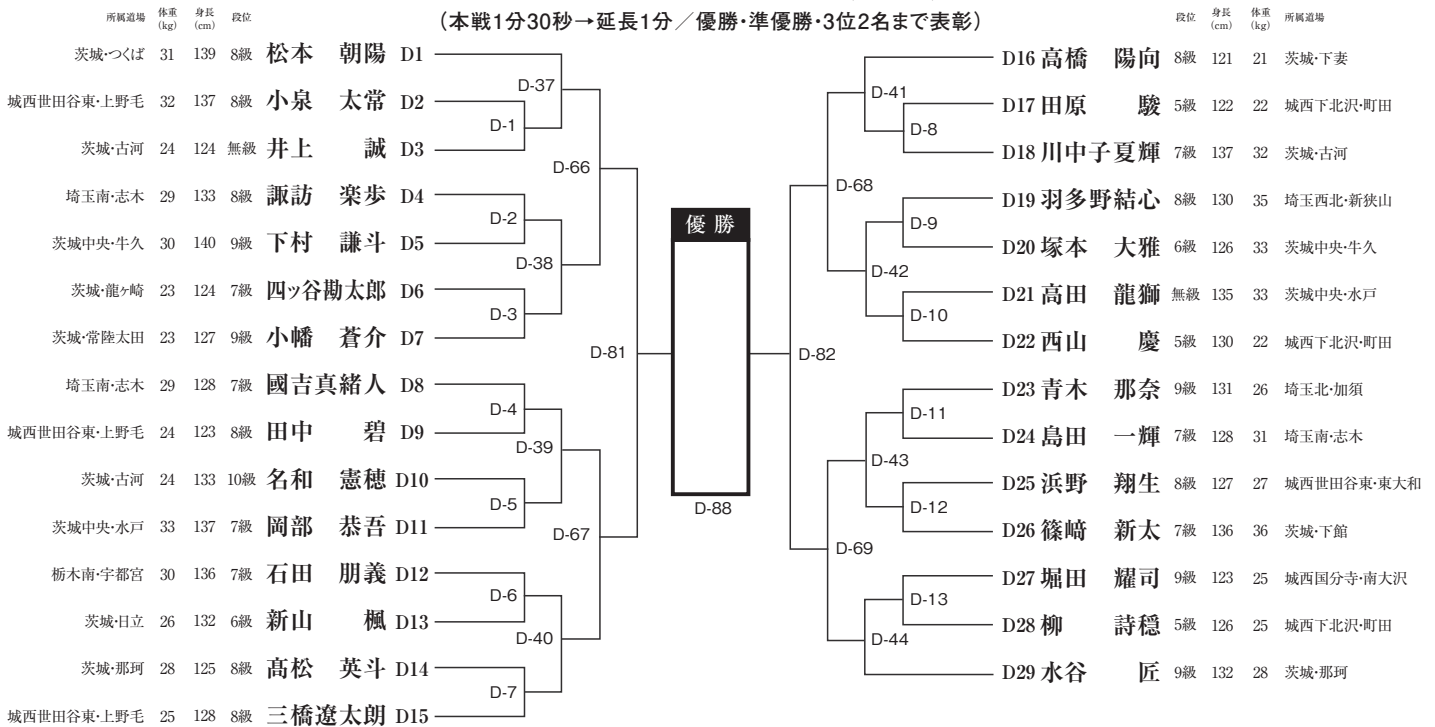 (本戦1分30秒→延長1分／優勝・準優勝・3位2名まで表彰)
所属道場 体重(kg) 身長(cm) 段位
茨城・つくば 31 139 8級 松本 朝陽 D1
城西世田谷東・上野毛 32 137 8級 小泉 太常 D2
茨城・古河 24 124 無級 井上 誠 D3
埼玉南・志木 29 133 8級 諏訪 楽歩 D4
茨城中央・牛久 30 140 9級 下村 謙斗 D5
茨城・龍ヶ崎 23 124 7級 四ッ谷勘太郎 D6
茨城・常陸太田 23 127 9級 小幡 蒼介 D7
埼玉南・志木 29 128 7級 國吉真緒人 D8
城西世田谷東・上野毛 24 123 8級 田中 碧 D9
茨城・古河 24 133 10級 名和 憲穂 D10
茨城中央・水戸 33 137 7級 岡部 恭吾 D11
栃木南・宇都宮 30 136 7級 石田 朋義 D12
茨城・日立 26 132 6級 新山 楓 D13
茨城・那珂 28 125 8級 髙松 英斗 D14
城西世田谷東・上野毛 25 128 8級 三橋遼太朗 D15
D-37
D-1
D-66
D-2
D-38
D-3
D-81
D-4
D-39
D-5
D-67
D-6
D-40
D-7
優勝
D-88
段位 身長(cm) 体重(kg) 所属道場
D16 高橋 陽向 8級 121 21 茨城・下妻
D17 田原 駿 5級 122 22 城西下北沢・町田
D18 川中子夏輝 7級 137 32 茨城・古河
D19 羽多野結心 8級 130 35 埼玉西北・新狭山
D20 塚本 大雅 6級 126 33 茨城中央・牛久
D21 高田 龍獅 無級 135 33 茨城中央・水戸
D22 西山 慶 5級 130 22 城西下北沢・町田
D23 青木 那奈 9級 131 26 埼玉北・加須
D24 島田 一輝 7級 128 31 埼玉南・志木
D25 浜野 翔生 8級 127 27 城西世田谷東・東大和
D26 篠﨑 新太 7級 136 36 茨城・下館
D27 堀田 耀司 9級 123 25 城西国分寺・南大沢
D28 柳 詩穏 5級 126 25 城西下北沢・町田
D29 水谷 匠 9級 132 28 茨城・那珂
D-41
D-8
D-68
D-9
D-42
D-10
D-82
D-11
D-43
D-12
D-69
D-13
D-44